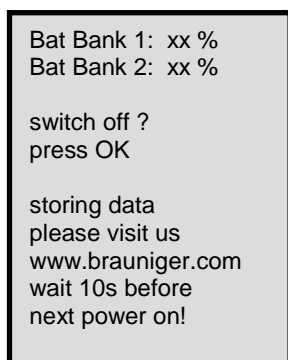 Bat Bank 1:  xx %
Bat Bank 2:  xx %
switch off ?
press OK
storing data
please visit us
www.brauniger.com
wait 10s before
next power on!